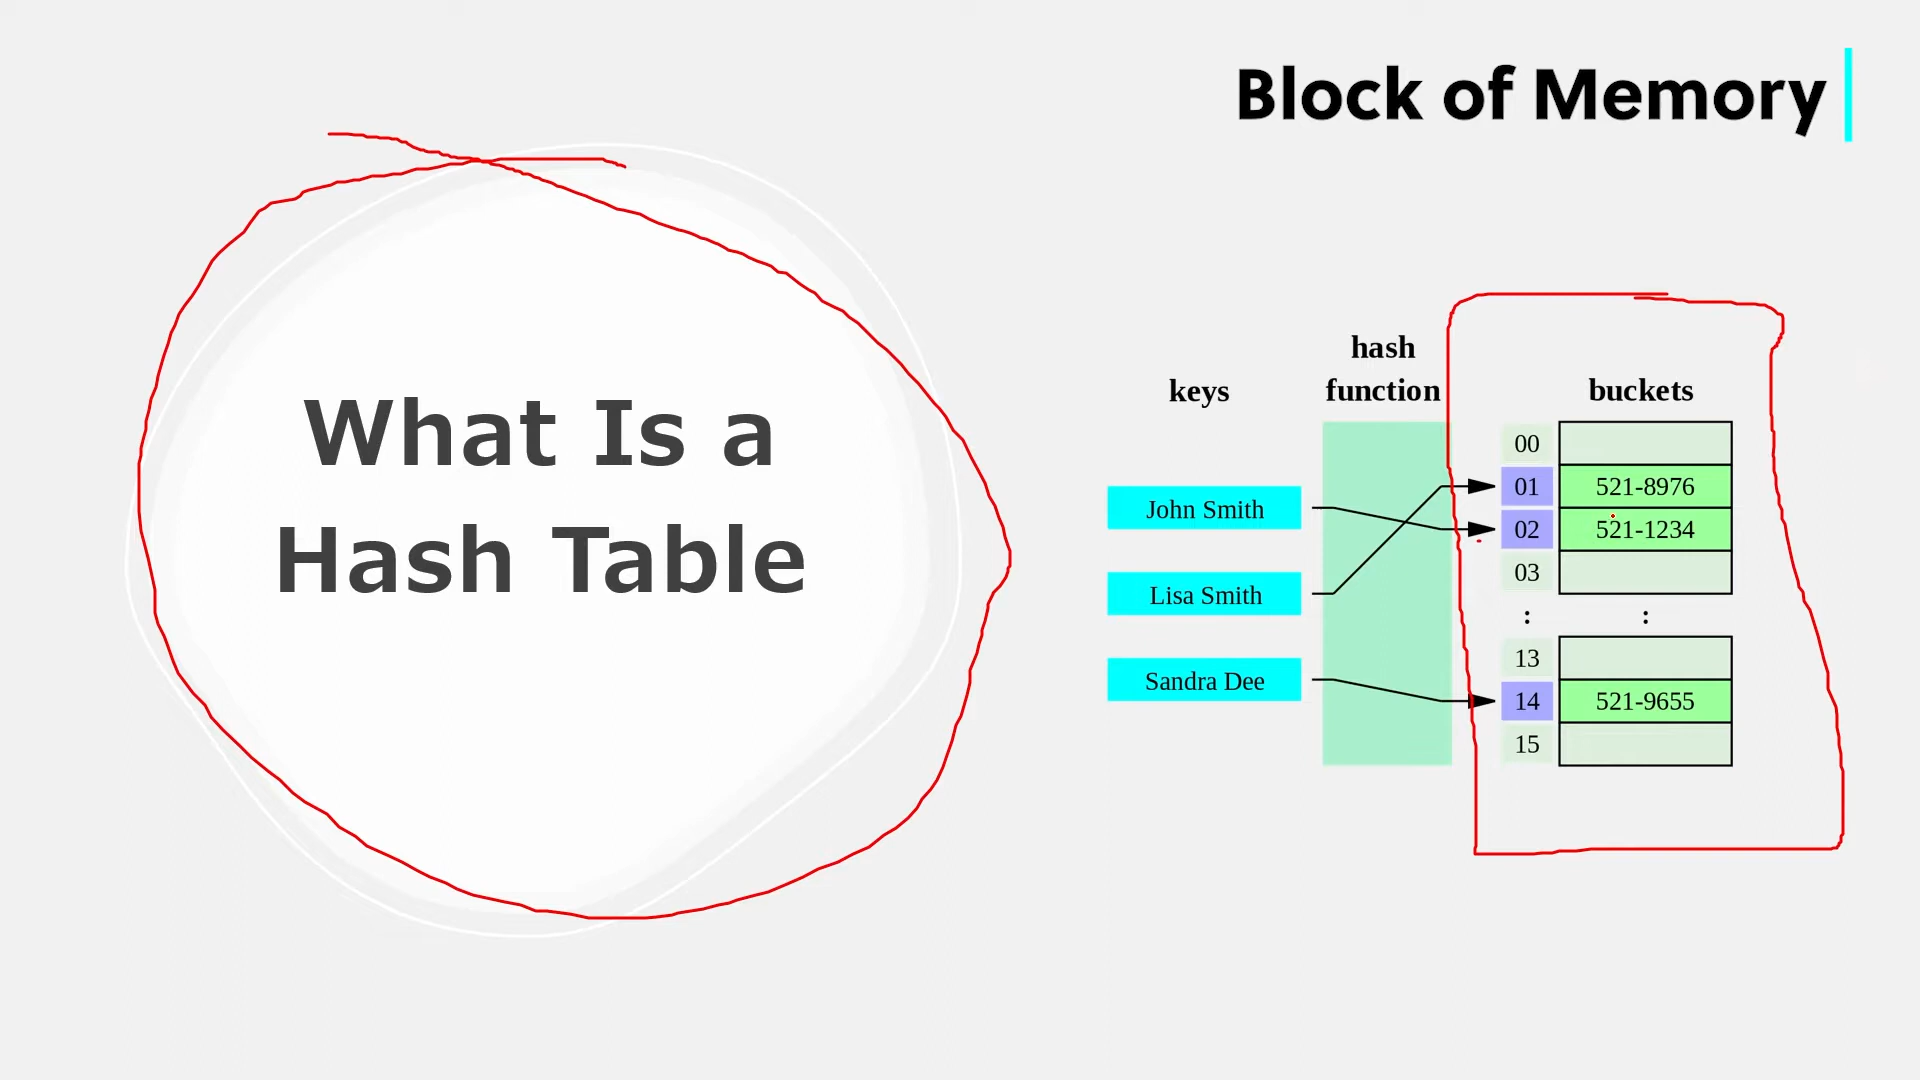 Block of Memory
What Is a
Hash Table
hash
function
keys
buckets
00
01 521-8976
John Smith
02 521-1234
03
Lisa Smith
: :
13
Sandra Dee
14 521-9655
15